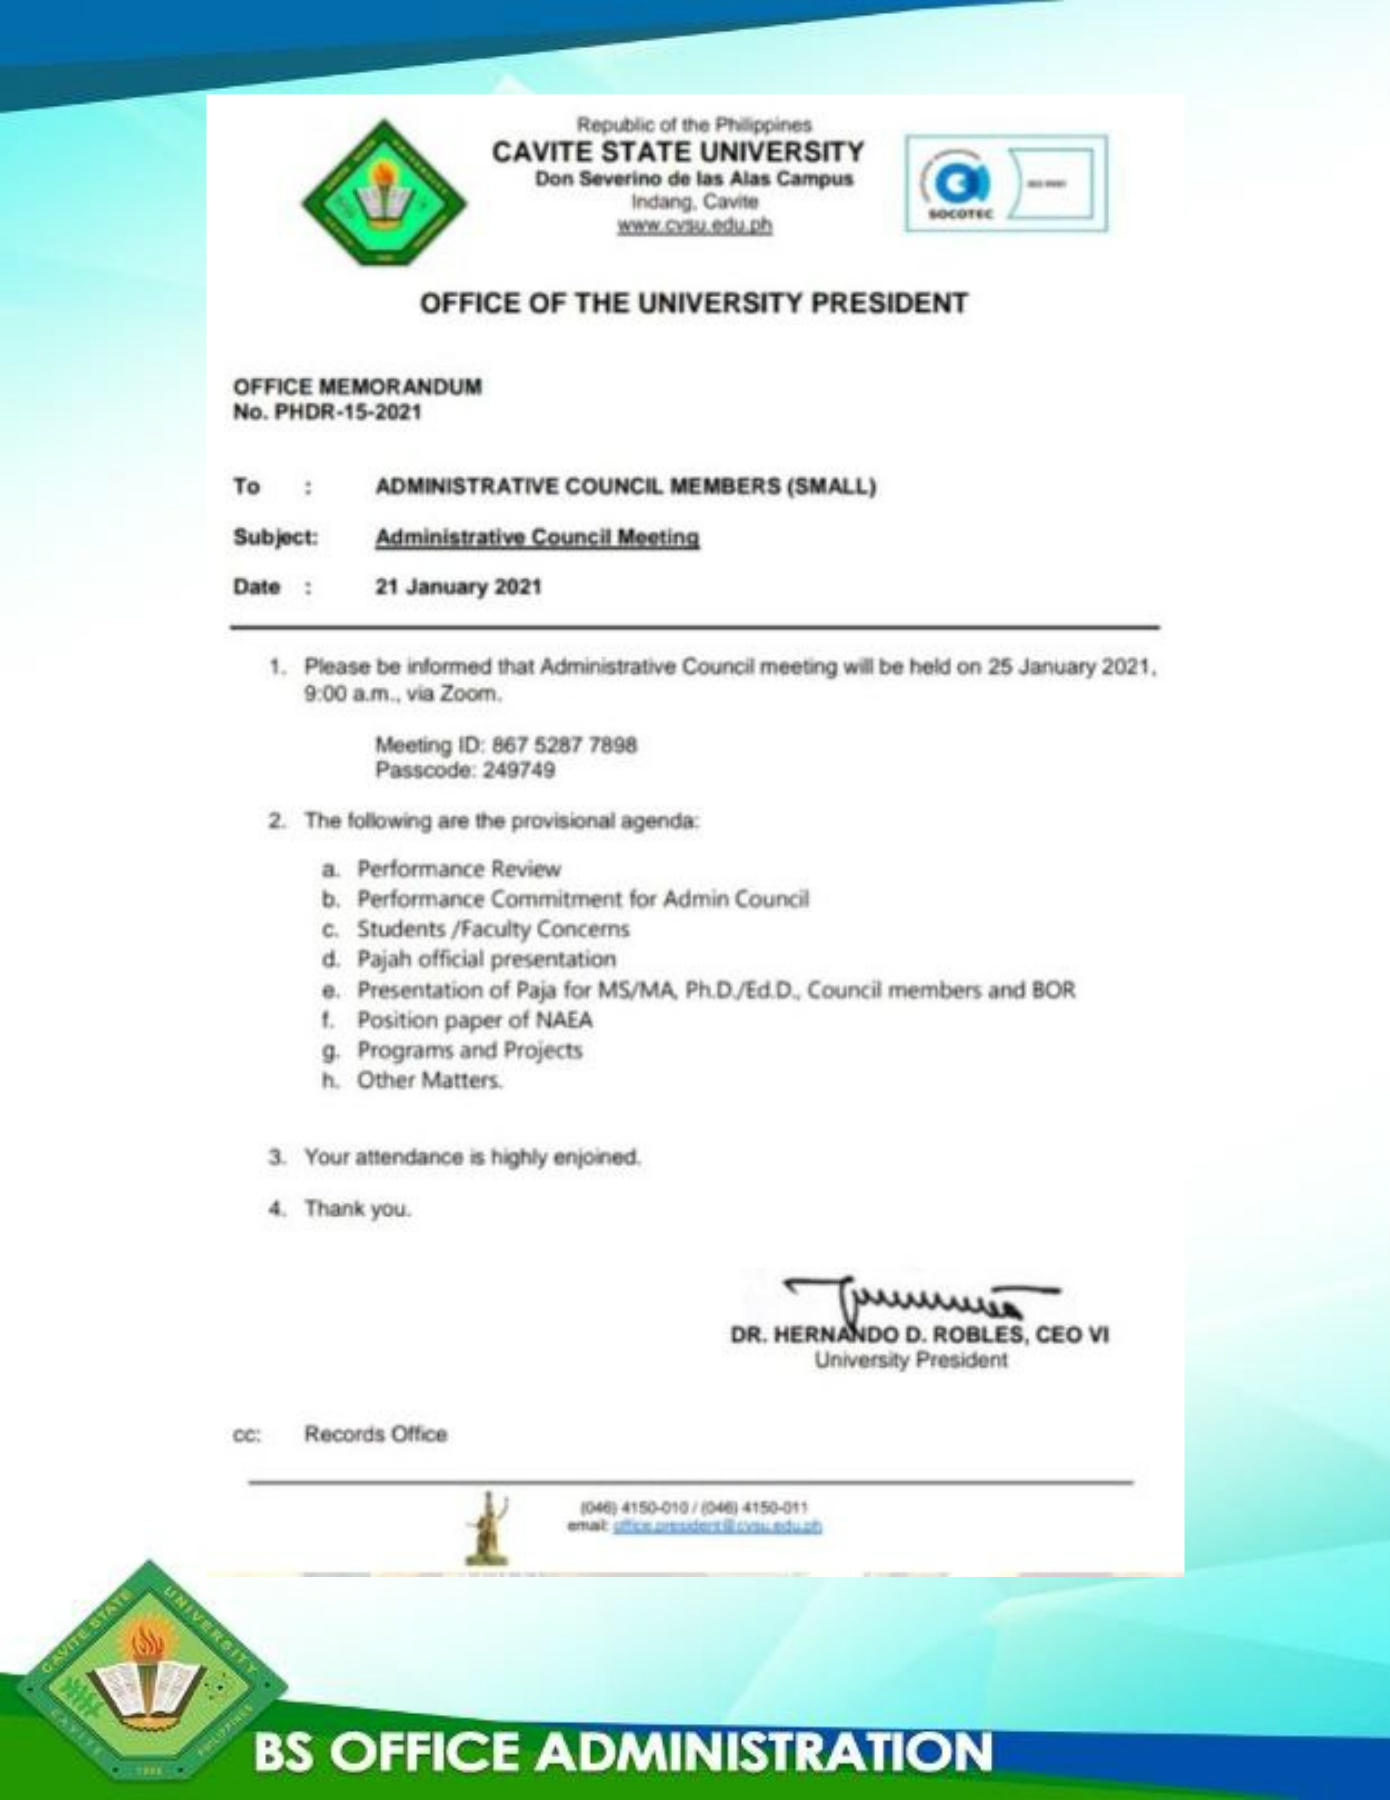 Republic of the Philippines
CAVITE STATE UNIVERSITY
Don Severino de las Alas Campus
Indang, Cavite
www.cvsu.edu.ph
SOCOTEC
OFFICE OF THE UNIVERSITY PRESIDENT
OFFICE MEMORANDUM
No. PHDR-15-2021
To : ADMINISTRATIVE COUNCIL MEMBERS (SMALL)
Subject: Administrative Council Meeting
Date : 21 January 2021
1. Please be informed that Administrative Council meeting will be held on 25 January 2021,
9:00 a.m., via Zoom.
Meeting ID: 867 5287 7898
Passcode: 249749
2. The following are the provisional agenda:
a. Performance Review
b. Performance Commitment for Admin Council
c. Students /Faculty Concerns
d. Pajah official presentation
e. Presentation of Paja for MS/MA, Ph.D./Ed.D., Council members and BOR
f. Position paper of NAEA
g. Programs and Projects
h. Other Matters.
3. Your attendance is highly enjoined.
4. Thank you.
DR. HERNANDO D. ROBLES, CEO VI
University President
cc: Records Office
(046) 4150-010 / (046) 4150-011
email: office.president@cvsu.edu.ph
CAVITE STATE UNIVERSITY
CAVITE PHILIPPINES
BS OFFICE ADMINISTRATION